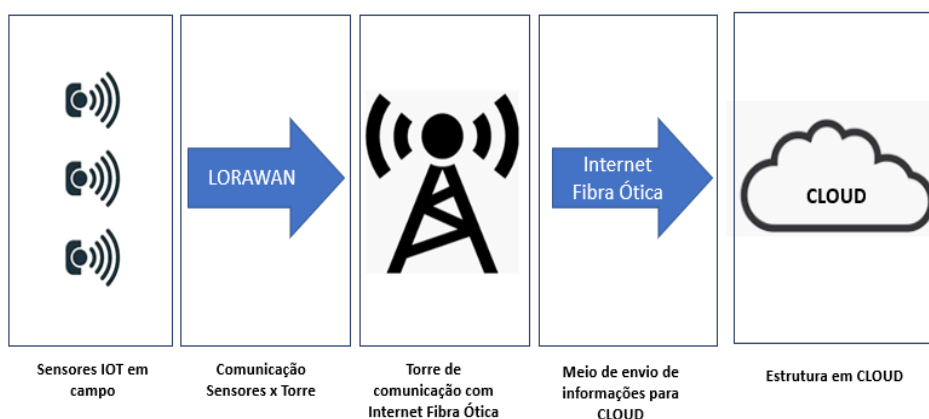 LORAWAN
Internet
Fibra Ótica
CLOUD
Sensores IOT em
campo
Comunicação
Sensores x Torre
Torre de
comunicação com
Internet Fibra Ótica
Meio de envio de
informações para
CLOUD
Estrutura em CLOUD